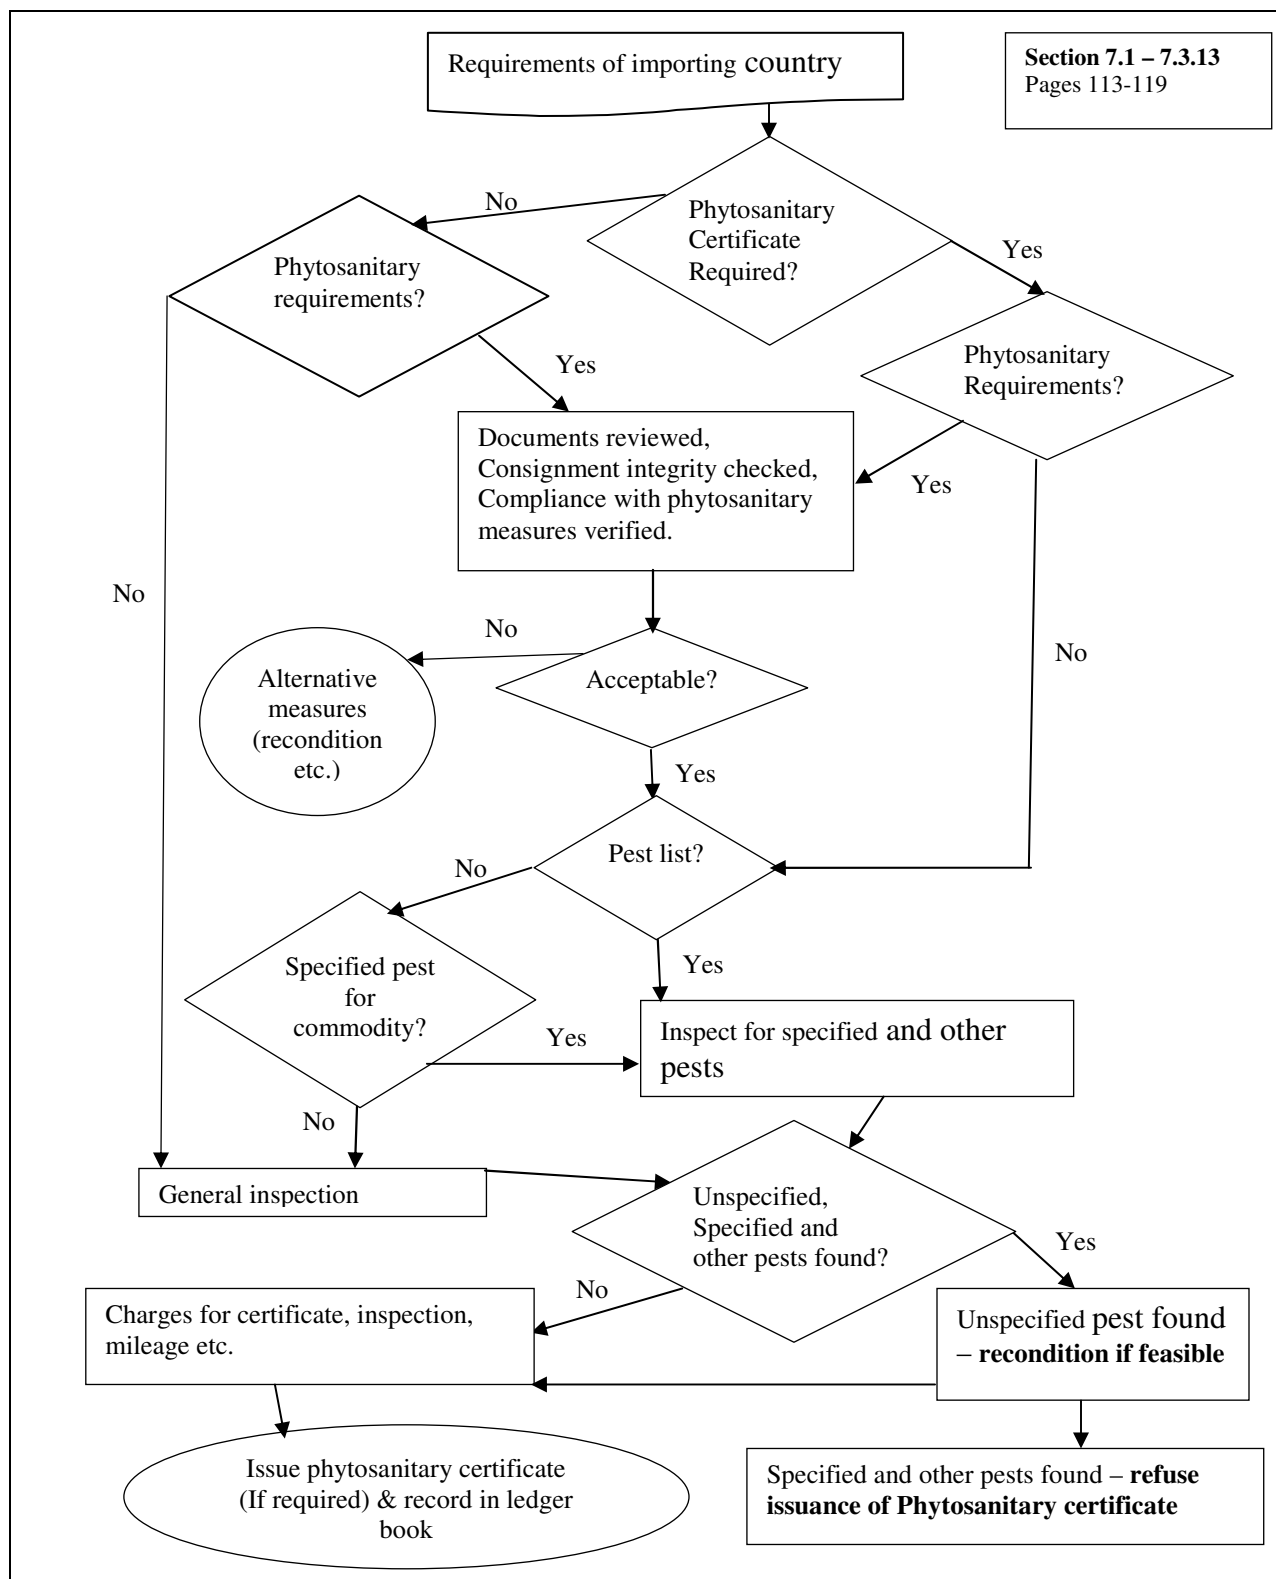 Requirements of importing country
Section 7.1 – 7.3.13
Pages 113-119
No
Phytosanitary
Certificate
Required?
Yes
Phytosanitary
requirements?
Yes
Phytosanitary
Requirements?
Documents reviewed,
Consignment integrity checked,
Compliance with phytosanitary
measures verified.
Yes
No
No
Alternative
measures
(recondition
etc.)
Acceptable?
No
Yes
Pest list?
No
Yes
Specified pest
for
commodity?
Yes
Inspect for specified and other
pests
No
General inspection
Unspecified,
Specified and
other pests found?
Yes
No
Charges for certificate, inspection,
mileage etc.
Unspecified pest found
– recondition if feasible
Issue phytosanitary certificate
(If required) & record in ledger
book
Specified and other pests found – refuse
issuance of Phytosanitary certificate